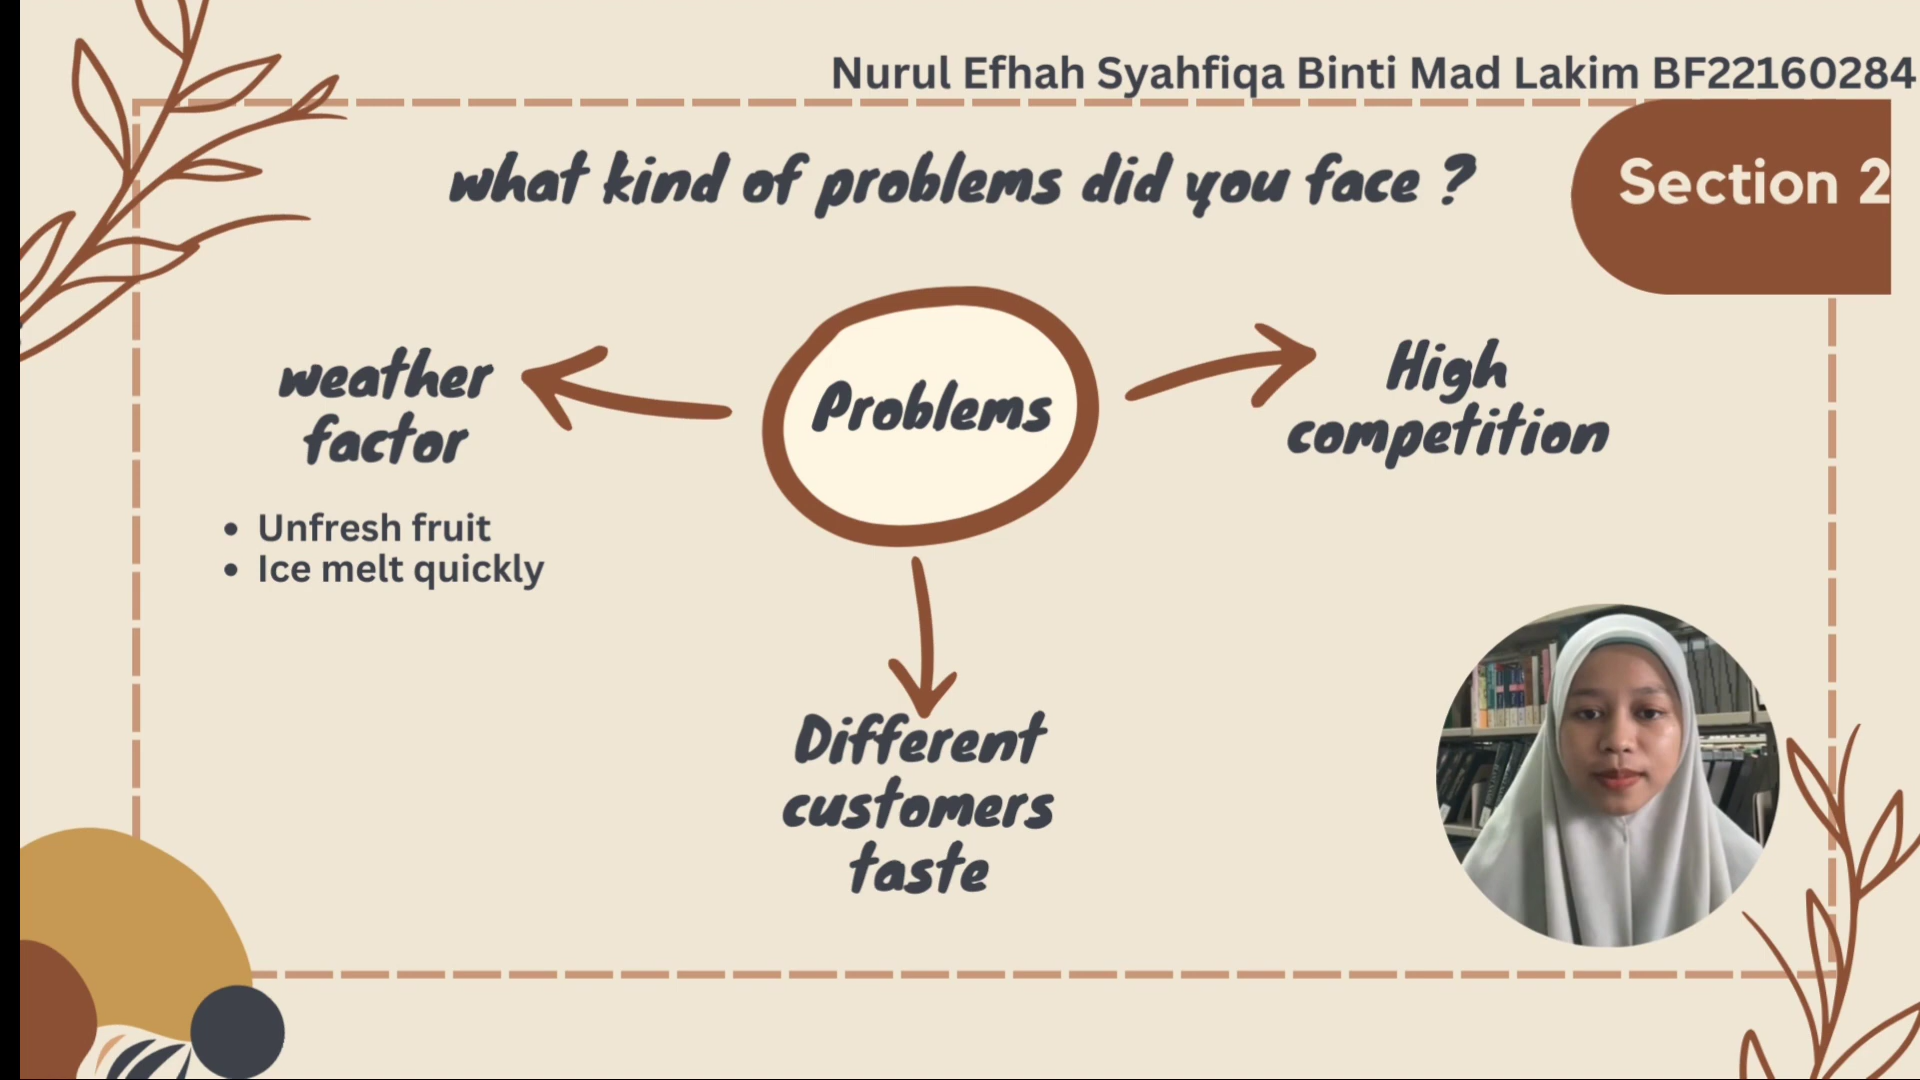 Nurul Efhah Syahfiqa Binti Mad Lakim BF22160284
what kind of problems did you face ?
Section 2
Problems
weather
factor
Unfresh fruit
Ice melt quickly
High
competition
Different
customers
taste